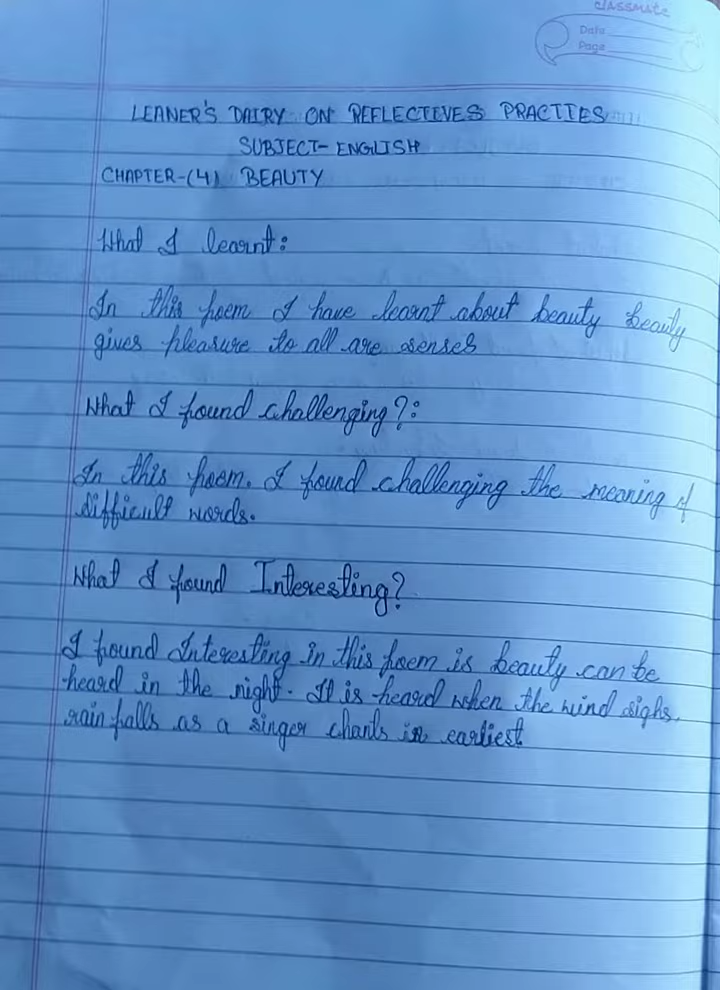 classmate
Date
Page
LEANER'S DAIRY ON REFLECTEVES PRACTIES
SUBJECT- ENGLISH
CHAPTER-(4) BEAUTY
What I learnt:
In this poem I have learnt about beauty beauty
gives pleasure to all are senses
What I found challenging?:
In this poem. I found challenging the meaning of
difficult words.
What I found Interesting?
I found Interesting in this poem is beauty can be
heard in the night. It is heard when the wind sighs,
rain falls as a singer chants in earliest